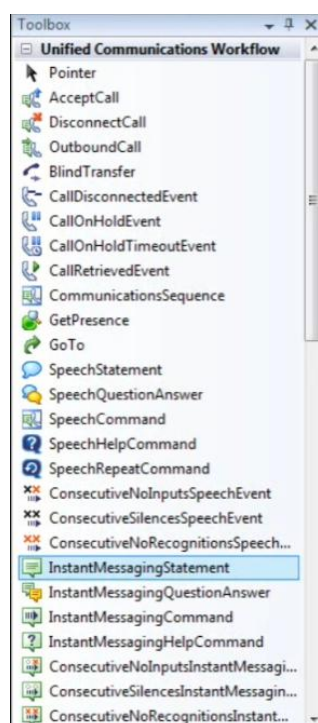 Toolbox
Unified Communications Workflow
Pointer
AcceptCall
DisconnectCall
OutboundCall
BlindTransfer
CallDisconnectedEvent
CallOnHoldEvent
CallOnHoldTimeoutEvent
CallRetrievedEvent
CommunicationsSequence
GetPresence
GoTo
SpeechStatement
SpeechQuestionAnswer
SpeechCommand
SpeechHelpCommand
SpeechRepeatCommand
ConsecutiveNoInputsSpeechEvent
ConsecutiveSilencesSpeechEvent
ConsecutiveNoRecognitionsSpeech...
InstantMessagingStatement
InstantMessagingQuestionAnswer
InstantMessagingCommand
InstantMessagingHelpCommand
ConsecutiveNoInputsInstantMessagi...
ConsecutiveSilencesInstantMessagin...
ConsecutiveNoRecognitionsInstant...